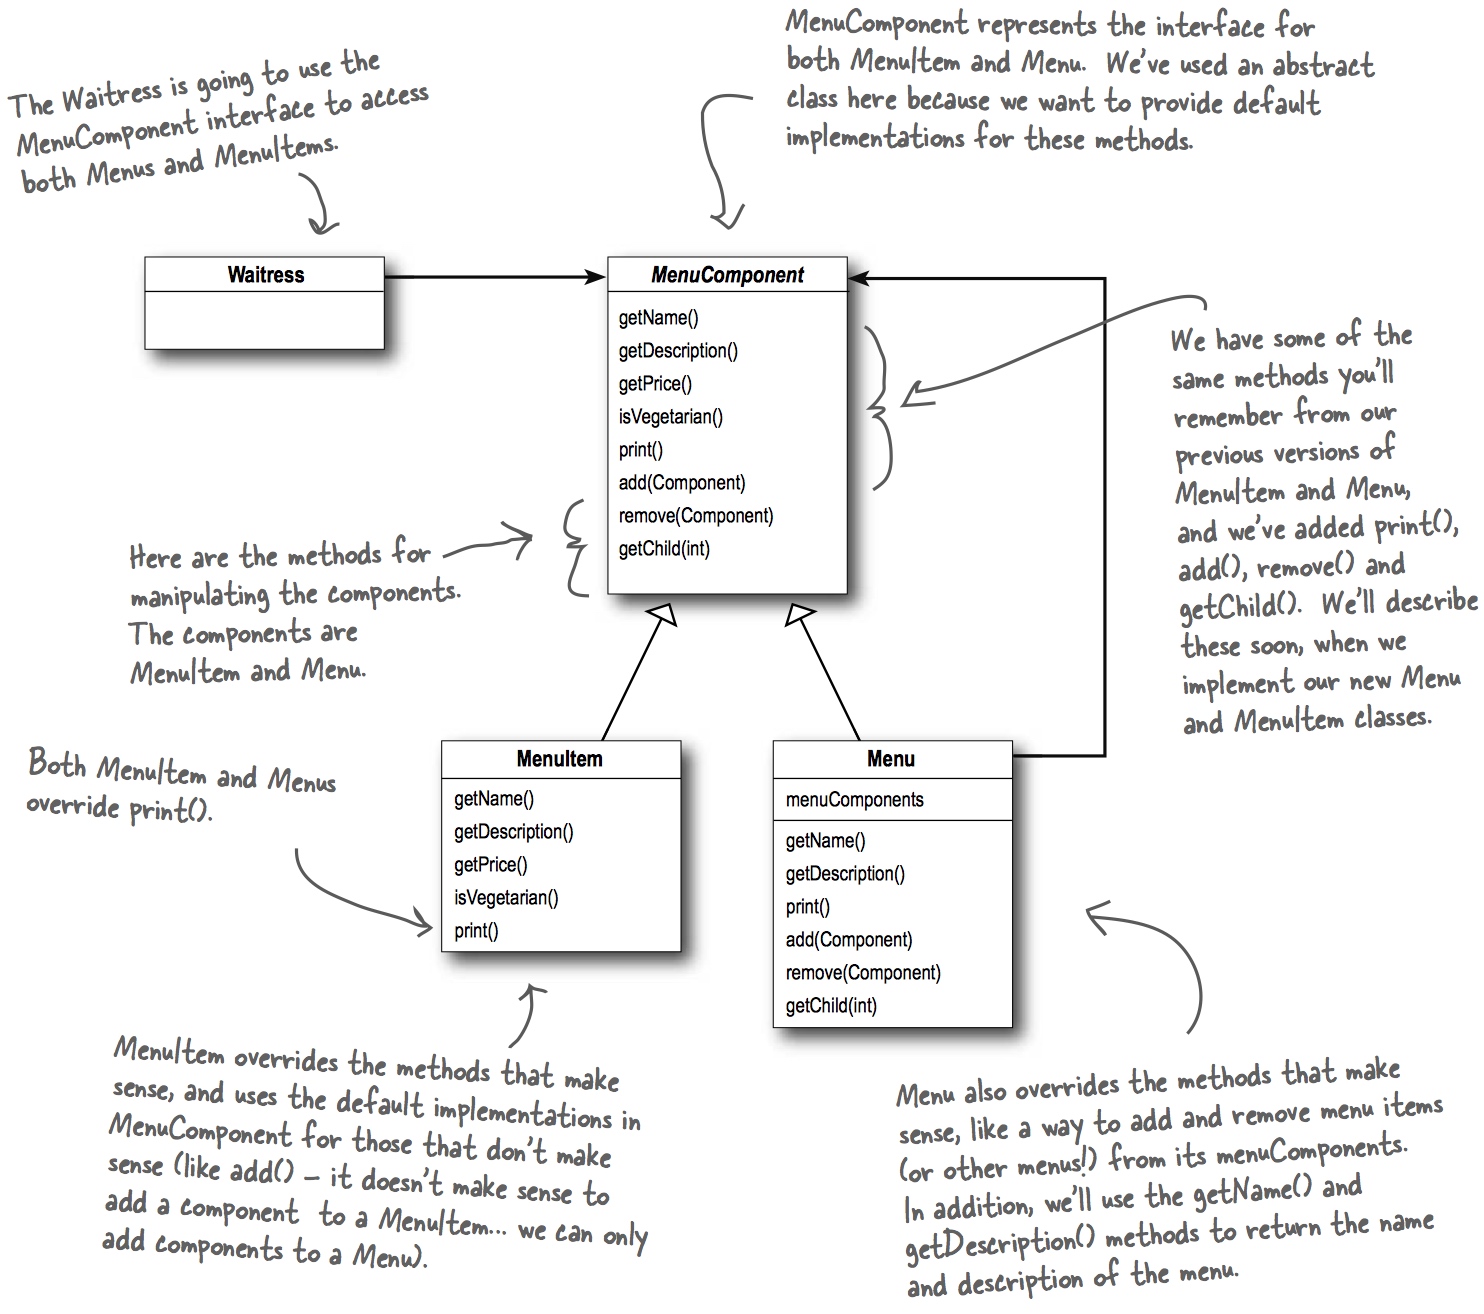 MenuComponent represents the interface for
both MenuItem and Menu. We've used an abstract
class here because we want to provide default
implementations for these methods.
The Waitress is going to use the
MenuComponent interface to access
both Menus and MenuItems.
Waitress
MenuComponent
getName()
getDescription()
getPrice()
isVegetarian()
print()
add(Component)
remove(Component)
getChild(int)
We have some of the
same methods you'll
remember from our
previous versions of
MenuItem and Menu,
and we've added print(),
add(), remove() and
getChild(). We'll describe
these soon, when we
implement our new Menu
and MenuItem classes.
Here are the methods for
manipulating the components.
The components are
MenuItem and Menu.
Both MenuItem and Menus
override print().
MenuItem
getName()
getDescription()
getPrice()
isVegetarian()
print()
Menu
menuComponents
getName()
getDescription()
print()
add(Component)
remove(Component)
getChild(int)
MenuItem overrides the methods that make
sense, and uses the default implementations in
MenuComponent for those that don't make
sense (like add() – it doesn't make sense to
add a component to a MenuItem... we can only
add components to a Menu).
Menu also overrides the methods that make
sense, like a way to add and remove menu items
(or other menus!) from its menuComponents.
In addition, we'll use the getName() and
getDescription() methods to return the name
and description of the menu.